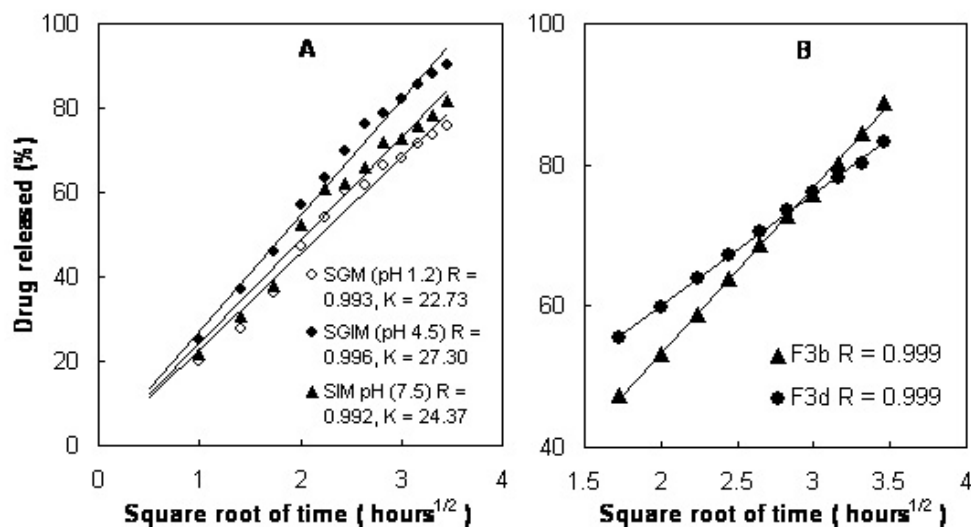 A
Drug released (%)
100
80
60
40
20
0
SGM (pH 1.2) R =
0.993, K = 22.73
SGIM (pH 4.5) R =
0.996, K = 27.30
SIM pH (7.5) R =
0.992, K = 24.37
0 1 2 3 4
Square root of time ( hours1/2)
B
100
80
60
40
F3b R = 0.999
F3d R = 0.999
1.5 2 2.5 3 3.5 4
Square root of time ( hours1/2)